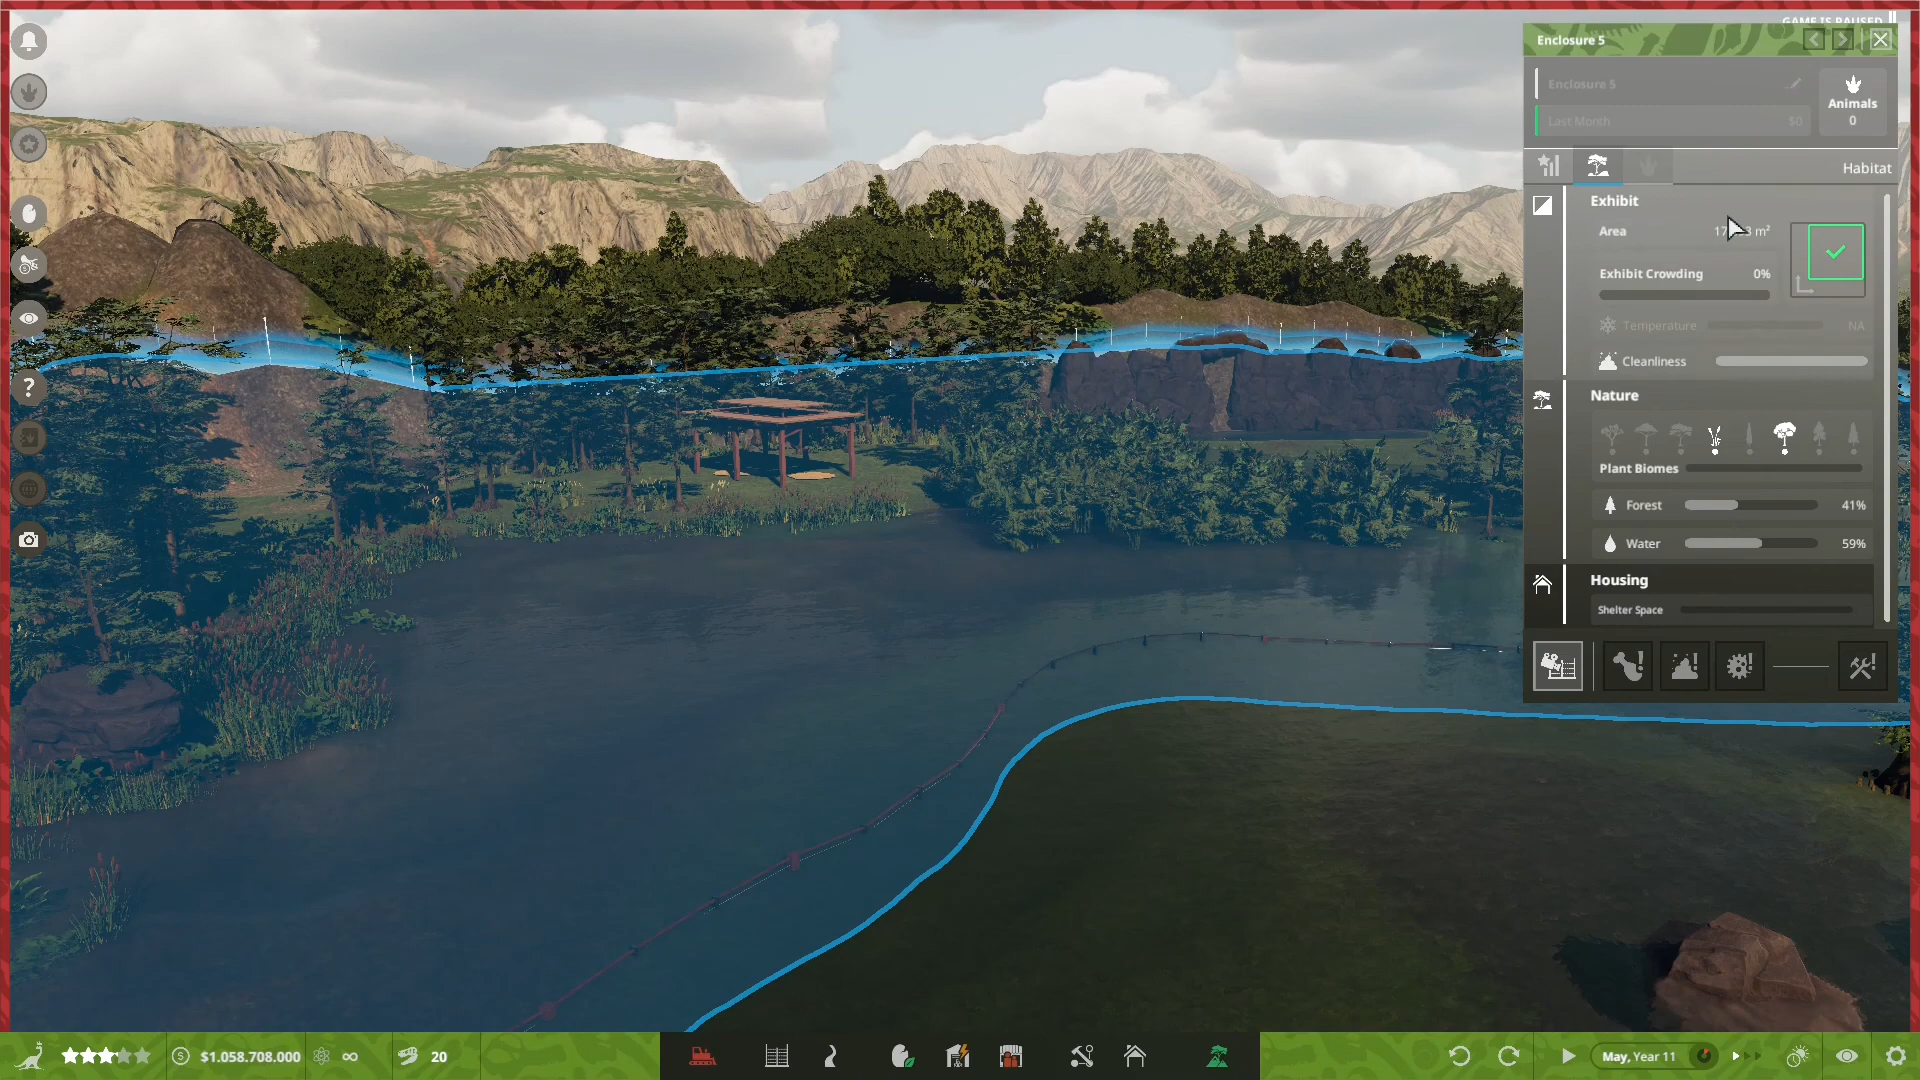 GAME IS PAUSED
Enclosure 5
Enclosure 5
Last Month $0
Animals
0
Habitat
Exhibit
Area m²
Exhibit Crowding 0%
Temperature NA
Cleanliness
Nature
Plant Biomes
Forest 41%
Water 59%
Housing
Shelter Space
?
$1.058.708.000
∞
20
May, Year 11